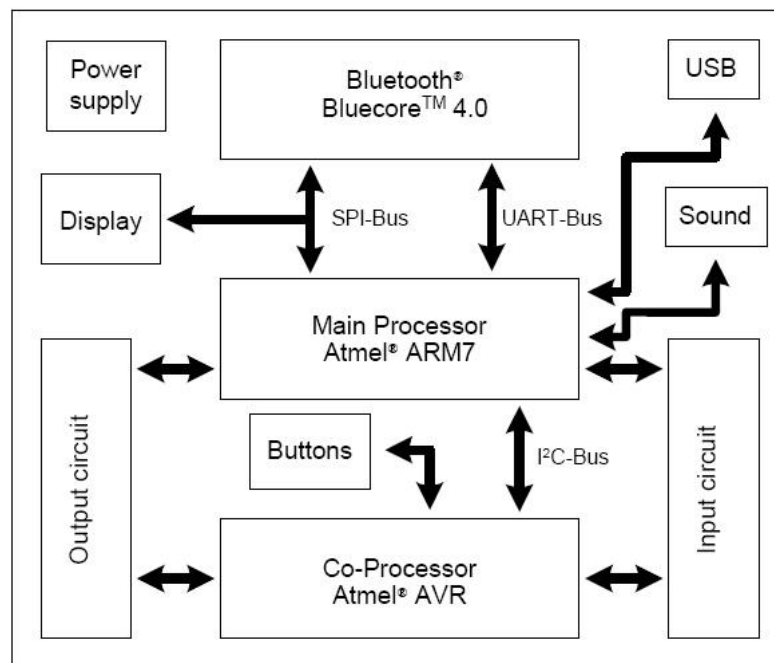 Power
supply
Bluetooth®
Bluecore™ 4.0
USB
Display
SPI-Bus
UART-Bus
Sound
Main Processor
Atmel® ARM7
Output circuit
Buttons
I²C-Bus
Input circuit
Co-Processor
Atmel® AVR